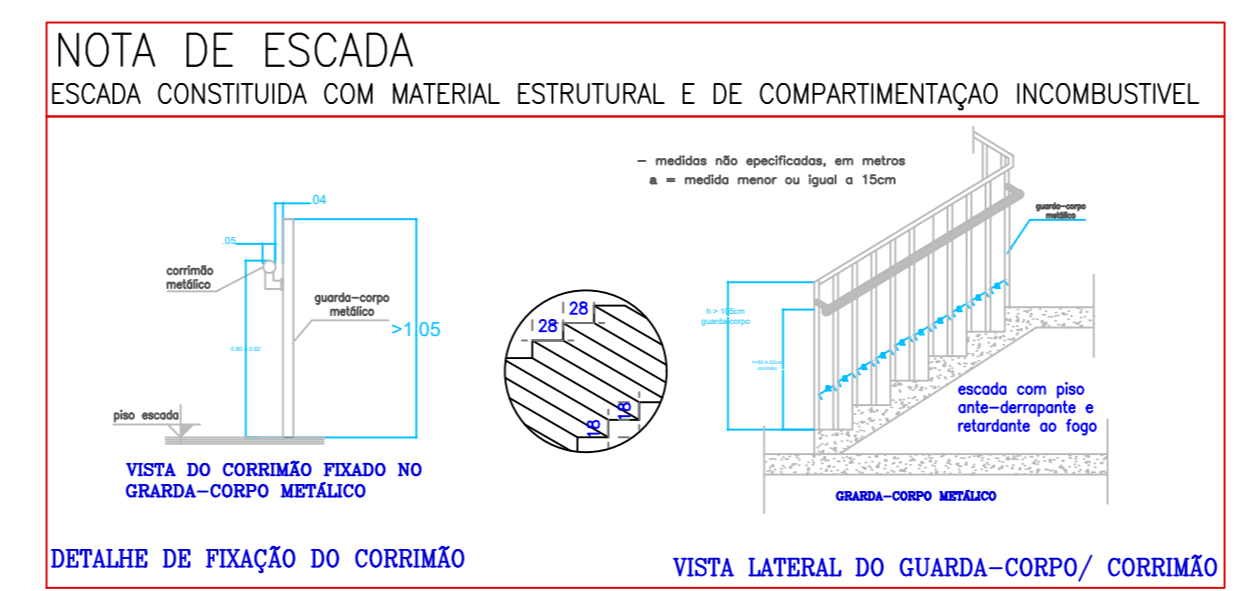 NOTA DE ESCADA
ESCADA CONSTITUIDA COM MATERIAL ESTRUTURAL E DE COMPARTIMENTAÇAO INCOMBUSTIVEL
- medidas não epecificadas, em metros
a = medida menor ou igual a 15cm
.04
.05
corrimão
metálico
guarda-corpo
metálico
>1.05
0.80 a 0.92
piso escada
VISTA DO CORRIMÃO FIXADO NO
GRARDA-CORPO METÁLICO
DETALHE DE FIXAÇÃO DO CORRIMÃO
28
28
18
18
guarda-corpo
metálico
h > 105cm
guarda-corpo
corrimão
escada com piso
ante-derrapante e
retardante ao fogo
GRARDA-CORPO METÁLICO
VISTA LATERAL DO GUARDA-CORPO/ CORRIMÃO